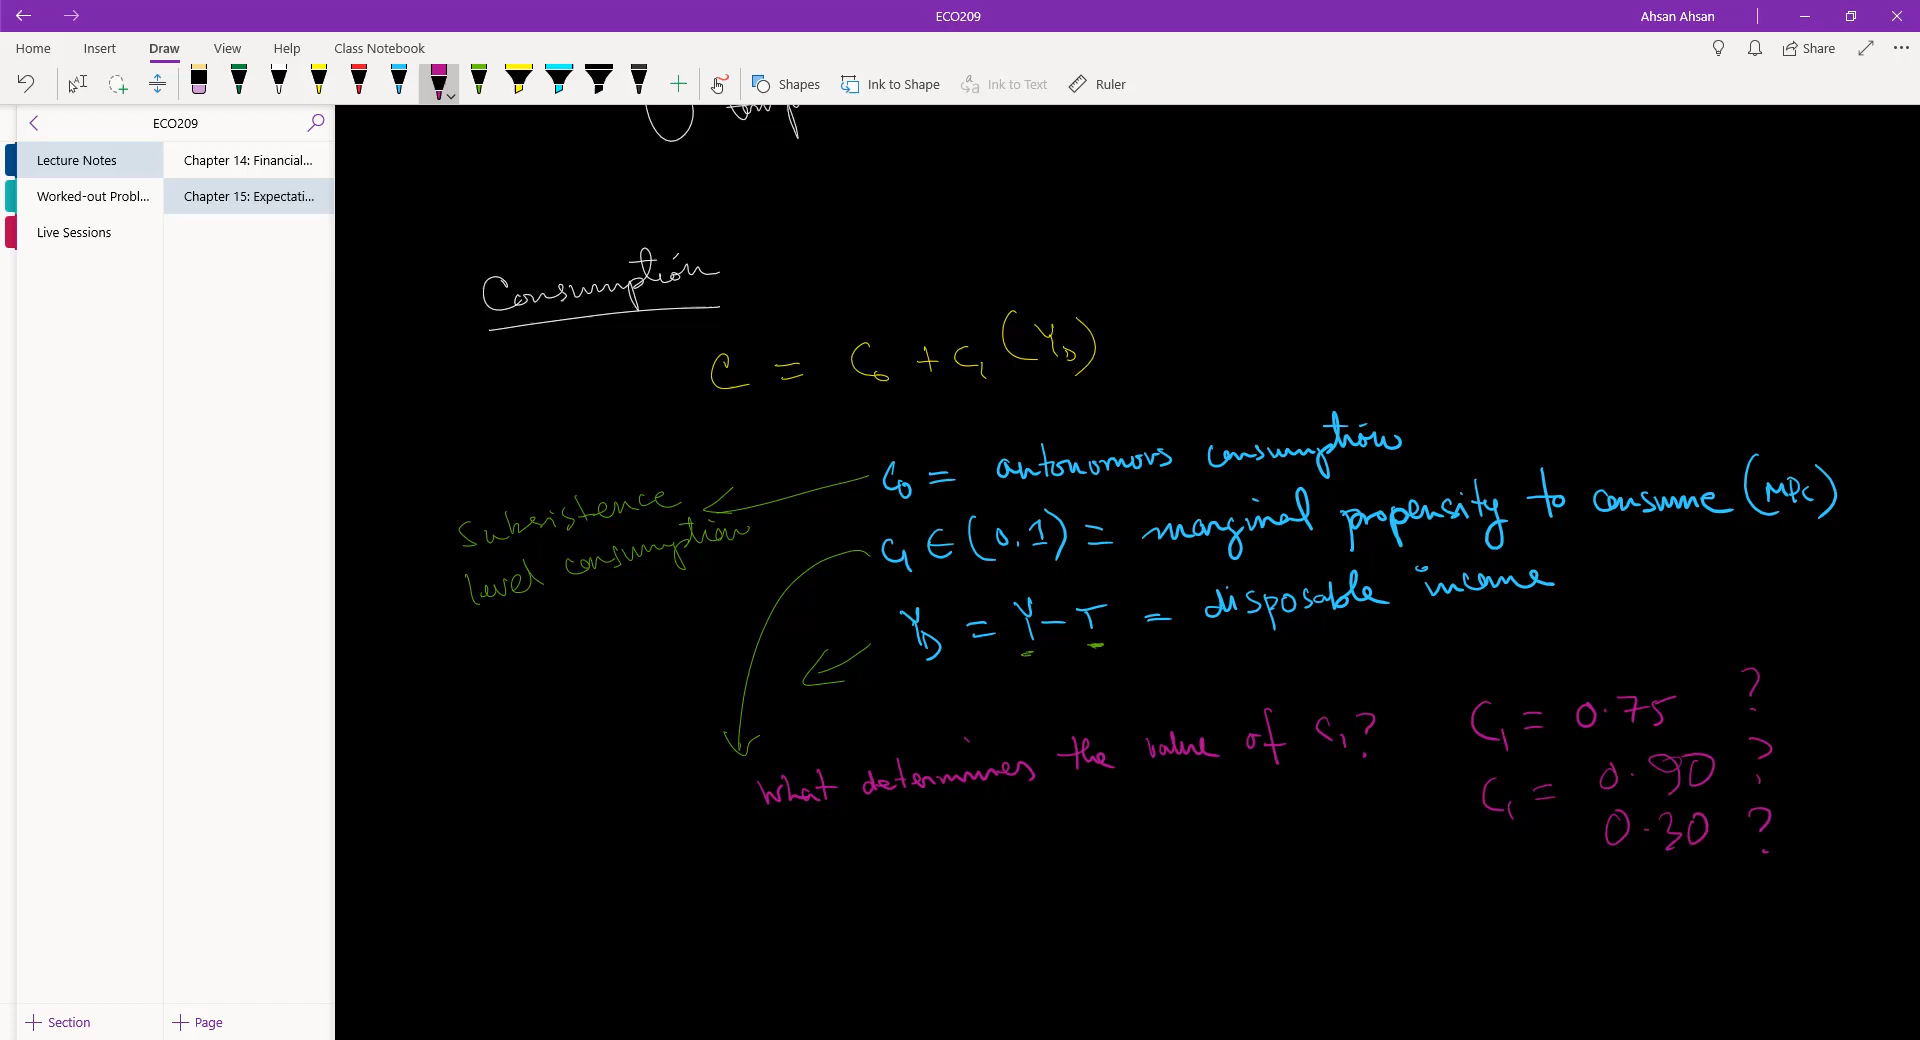 ECO209
Ahsan Ahsan
Home Insert Draw View Help Class Notebook
Share
Shapes Ink to Shape Ink to Text Ruler
ECO209
Lecture Notes
Worked-out Probl...
Live Sessions
Chapter 14: Financial...
Chapter 15: Expectati...
Consumption
C = C₀ + C₁ (Y_D)
C₀ = autonomous consumption
Subsistence
level consumption
C₁ ∈ (0,1) = marginal propensity to consume (MPC)
Y_D = Y - T = disposable income
What determines the value of C₁?
C₁ = 0.75 ?
C₁ = 0.90 ?
0.30 ?
Section
Page